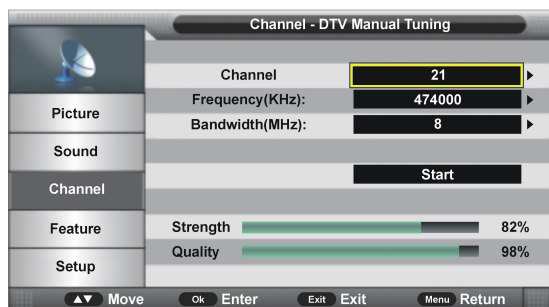 Channel - DTV Manual Tuning
Channel 21
Frequency(KHz): 474000
Bandwidth(MHz): 8
Start
Strength 82%
Quality 98%
Picture
Sound
Channel
Feature
Setup
▲▼ Move Ok Enter Exit Exit Menu Return